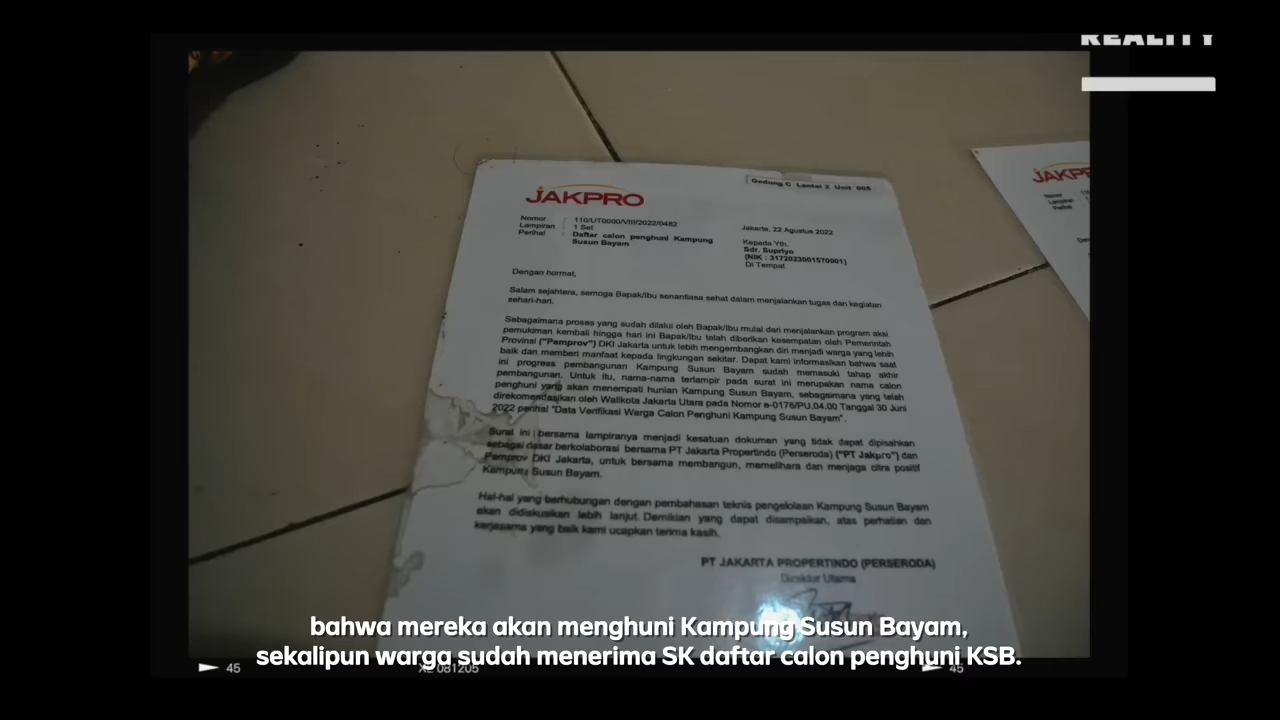 REALITY
JAKPRO
Gedung C Lantai 2 Unit 005
Nomor : 110/UT0000/VIII/2022/0482
Lampiran : 1 Set
Perihal : Daftar calon penghuni Kampung
Susun Bayam
Jakarta, 22 Agustus 2022
Kepada Yth,
Sdr. Supriyo
(NIK : 3172023001570001)
Di Tempat
Dengan hormat,
Salam sejahtera, semoga Bapak/Ibu senantiasa sehat dalam menjalankan tugas dan kegiatan
sehari-hari.
Sebagaimana proses yang sudah dilalui oleh Bapak/Ibu mulai dari menjalankan program aksi
pemukiman kembali hingga hari ini Bapak/Ibu telah diberikan kesempatan oleh Pemerintah
Provinsi ("Pemprov") DKI Jakarta untuk lebih mengembangkan diri menjadi warga yang lebih
baik dan memberi manfaat kepada lingkungan sekitar. Dapat kami informasikan bahwa saat
ini progress pembangunan Kampung Susun Bayam sudah memasuki tahap akhir
pembangunan. Untuk itu, nama-nama terlampir pada surat ini merupakan nama calon
penghuni yang akan menempati hunian Kampung Susun Bayam, sebagaimana yang telah
direkomendasikan oleh Walikota Jakarta Utara pada Nomor e-0176/PU.04.00 Tanggal 30 Juni
2022 perihal "Data Verifikasi Warga Calon Penghuni Kampung Susun Bayam".
Surat ini bersama lampiranya menjadi kesatuan dokumen yang tidak dapat dipisahkan
sebagai dasar berkolaborasi bersama PT Jakarta Propertindo (Perseroda) ("PT Jakpro") dan
Pemprov DKI Jakarta, untuk bersama membangun, memelihara dan menjaga citra positif
Kampung Susun Bayam.
Hal-hal yang berhubungan dengan pembahasan teknis pengelolaan Kampung Susun Bayam
akan didiskusikan lebih lanjut. Demikian yang dapat disampaikan, atas perhatian dan
kerjasama yang baik kami ucapkan terima kasih.
PT JAKARTA PROPERTINDO (PERSERODA)
Direktur Utama
JAKP
Nomor
Lampiran
Perihal
bahwa mereka akan menghuni Kampung Susun Bayam,
sekalipun warga sudah menerima SK daftar calon penghuni KSB.
45
081205
45